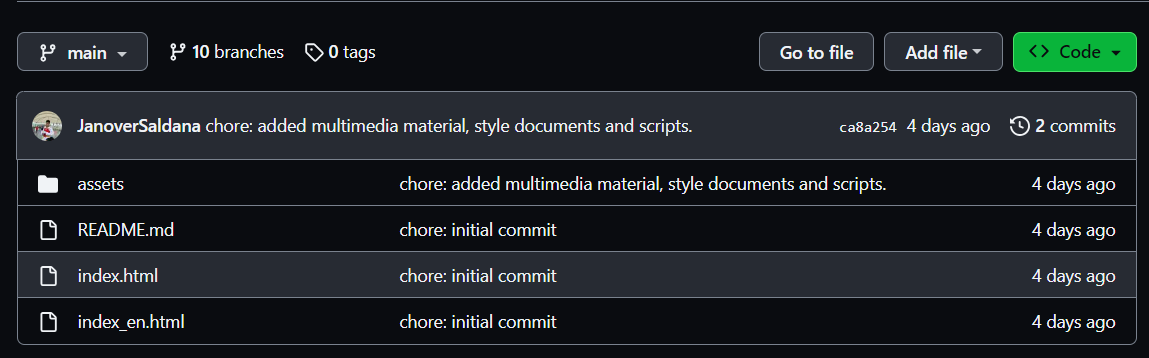 main 10 branches 0 tags Go to file Add file Code
JanoverSaldana chore: added multimedia material, style documents and scripts. ca8a254 4 days ago 2 commits
assets chore: added multimedia material, style documents and scripts. 4 days ago
README.md chore: initial commit 4 days ago
index.html chore: initial commit 4 days ago
index_en.html chore: initial commit 4 days ago